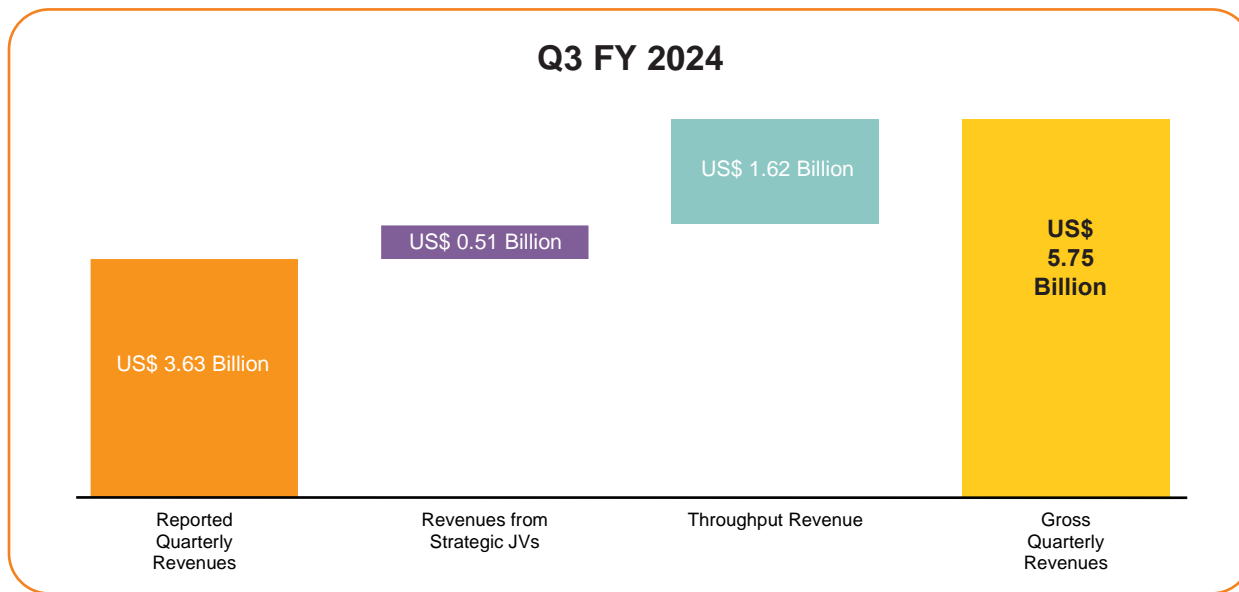 Q3 FY 2024
US$ 3.63 Billion
US$ 0.51 Billion
US$ 1.62 Billion
US$
5.75
Billion
Reported
Quarterly
Revenues
Revenues from
Strategic JVs
Throughput Revenue
Gross
Quarterly
Revenues